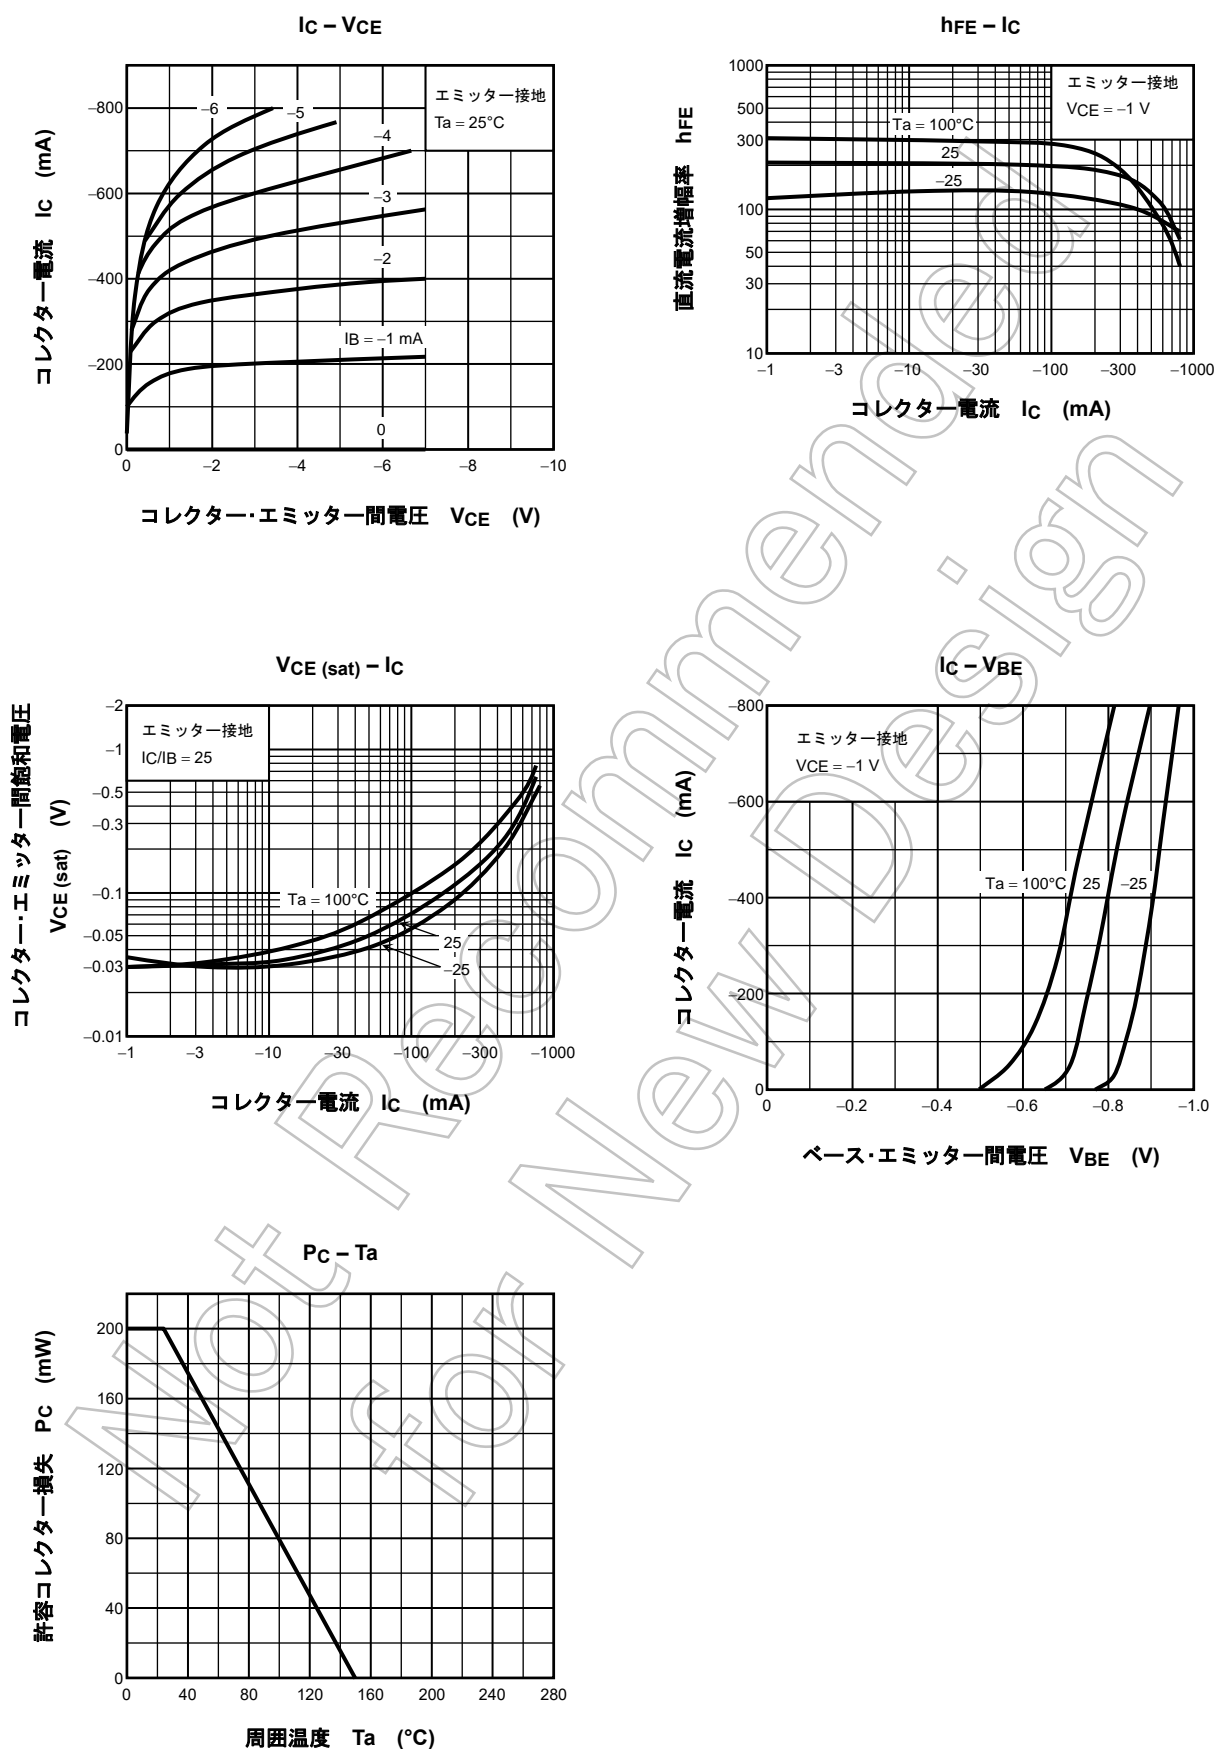 IC – VCE
コレクター電流 IC (mA)
エミッター接地
Ta = 25°C
−800
−600
−400
−200
0
−6
−5
−4
−3
−2
IB = −1 mA
0
0
−2
−4
−6
−8
−10
コレクター・エミッター間電圧 VCE (V)
hFE – IC
直流電流増幅率 hFE
エミッター接地
VCE = −1 V
1000
500
300
100
50
30
10
Ta = 100°C
25
−25
−1
−3
−10
−30
−100
−300
−1000
コレクター電流 IC (mA)
VCE (sat) – IC
コレクター・エミッター間飽和電圧
VCE (sat) (V)
エミッター接地
IC/IB = 25
−2
−1
−0.5
−0.3
−0.1
−0.05
−0.03
−0.01
Ta = 100°C
25
−25
−1
−3
−10
−30
−100
−300
−1000
コレクター電流 IC (mA)
IC – VBE
コレクター電流 IC (mA)
エミッター接地
VCE = −1 V
−800
−600
−400
−200
0
Ta = 100°C 25 −25
0
−0.2
−0.4
−0.6
−0.8
−1.0
ベース・エミッター間電圧 VBE (V)
PC – Ta
許容コレクター損失 PC (mW)
200
160
120
80
40
0
0
40
80
120
160
200
240
280
周囲温度 Ta (°C)
Not Recommended
for New Design